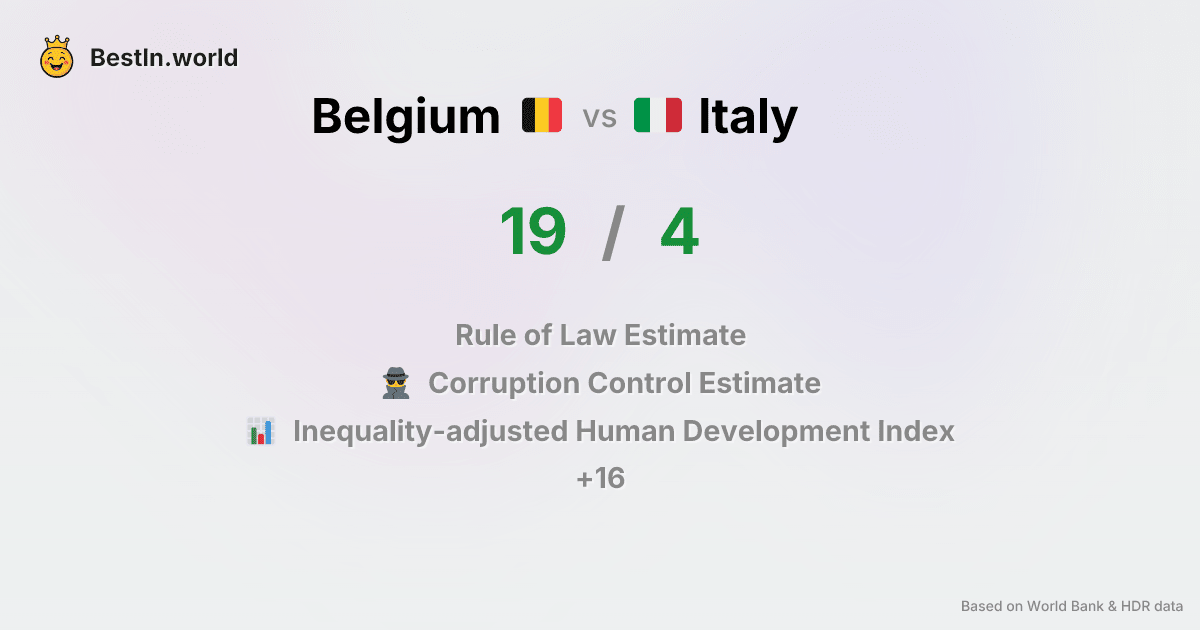 BestIn.world
Belgium vs Italy
19 / 4
Rule of Law Estimate
Corruption Control Estimate
Inequality-adjusted Human Development Index
+16
Based on World Bank & HDR data